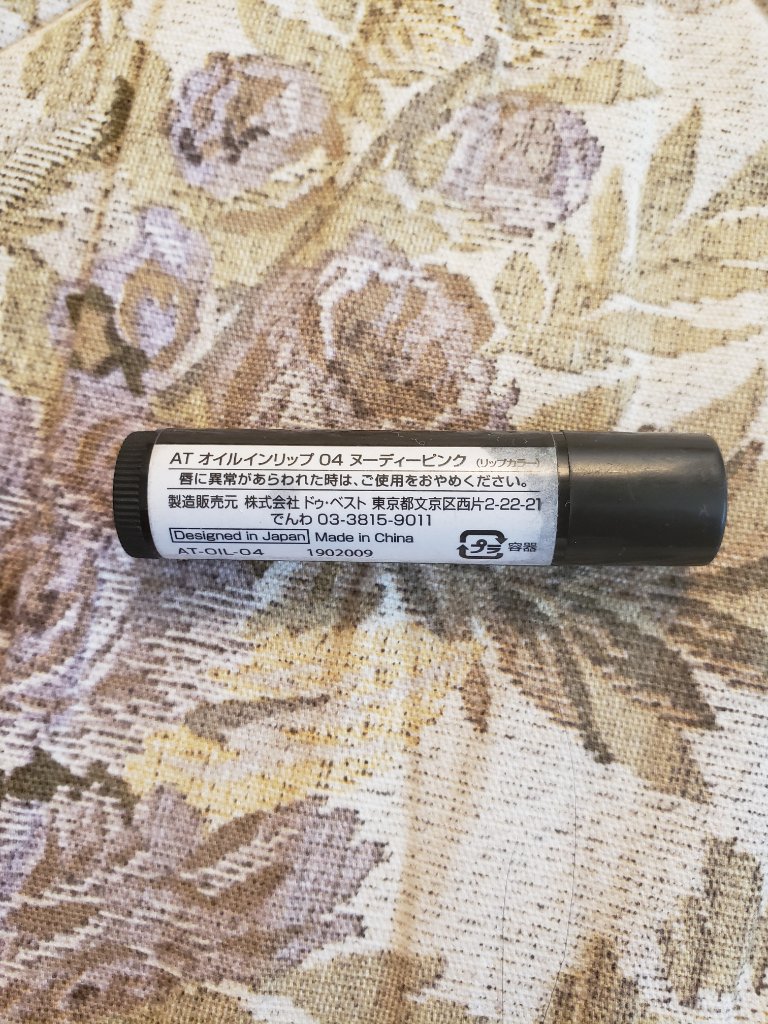 AT オイルインリップ 04 ヌーディーピンク (リップカラー)
唇に異常があらわれた時は、ご使用をおやめください。
製造販売元 株式会社 ドゥ・ベスト 東京都文京区西片2-22-21
でんわ 03-3815-9011
Designed in Japan Made in China
プラ 容器
AT-OIL-04 1902009